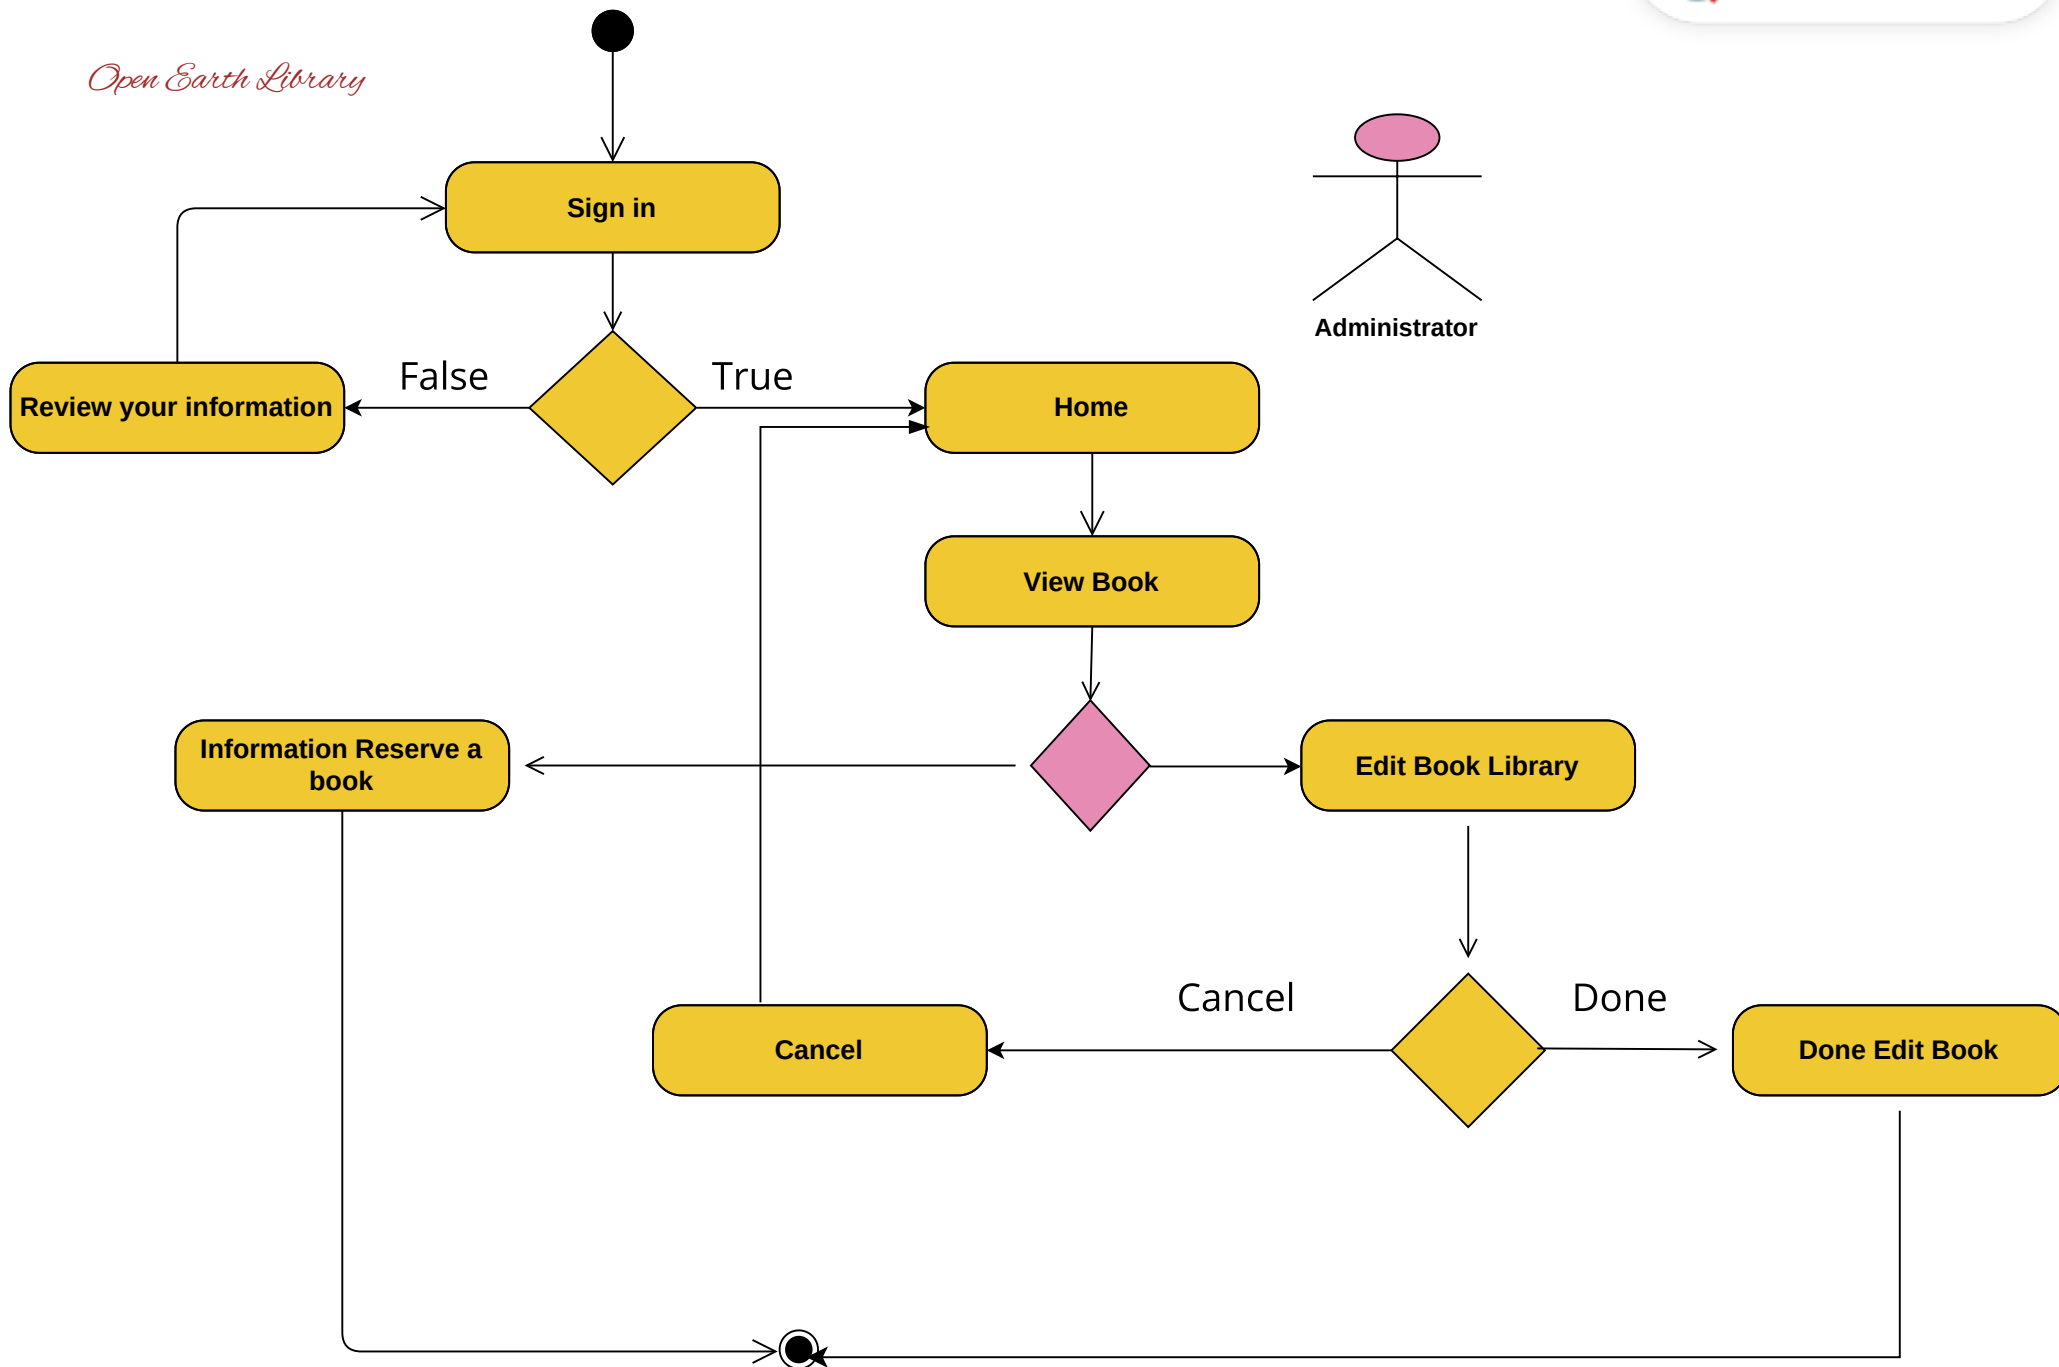 Open Earth Library
Sign in
Administrator
False
True
Review your information
Home
View Book
Information Reserve a
book
Edit Book Library
Cancel
Done
Cancel
Done Edit Book